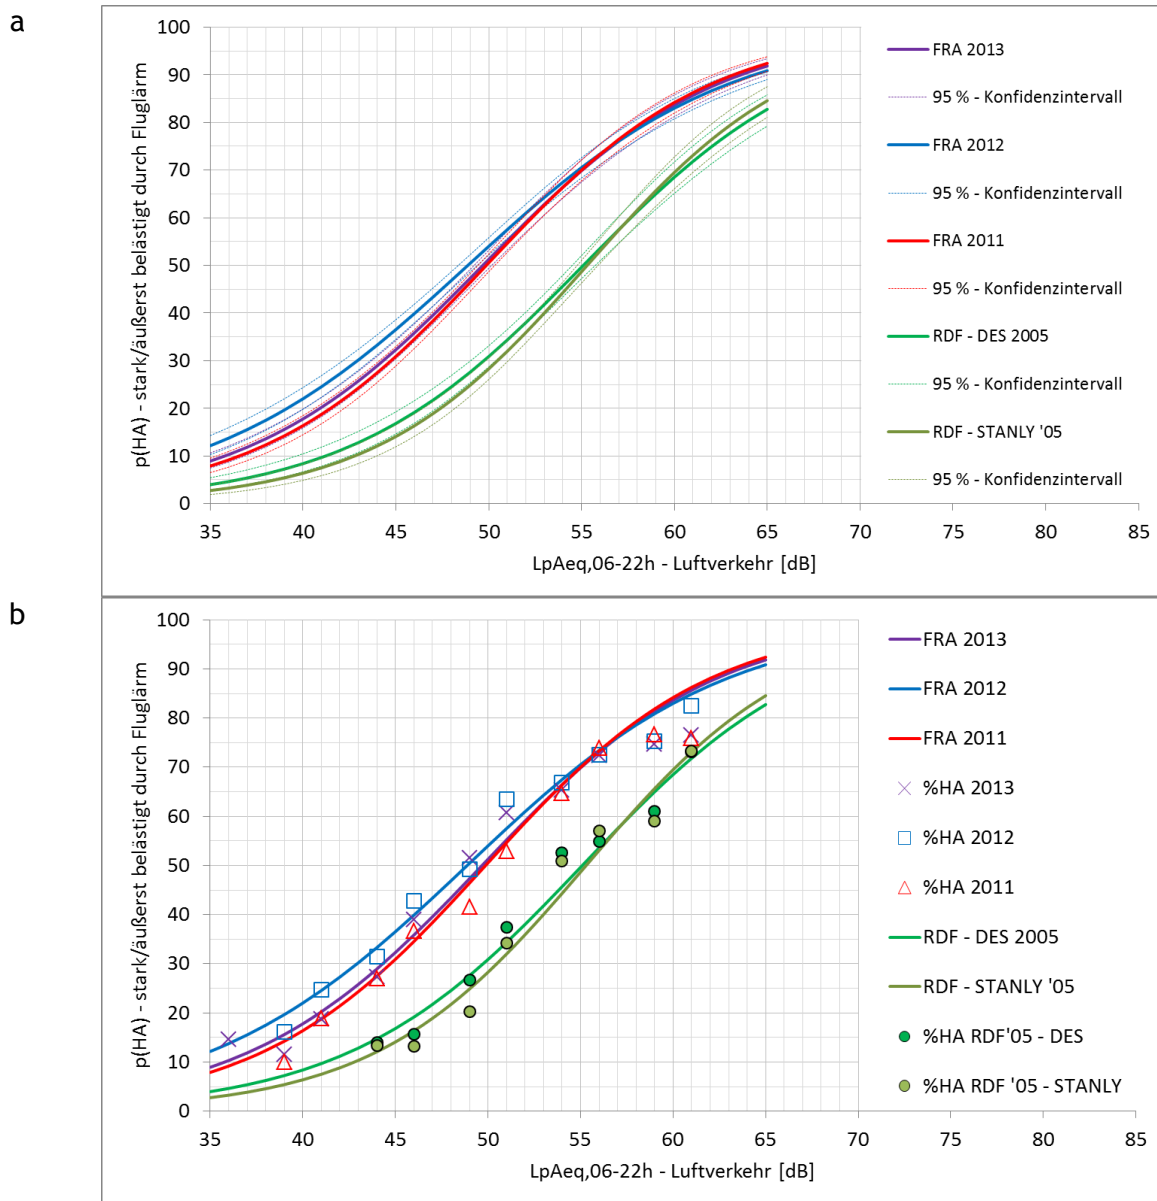 a
100
90
80
70
60
50
40
30
20
10
0
p(HA) - stark/äußerst belästigt durch Fluglärm
35 40 45 50 55 60 65 70 75 80 85
LpAeq,06-22h - Luftverkehr [dB]
FRA 2013
95 % - Konfidenzintervall
FRA 2012
95 % - Konfidenzintervall
FRA 2011
95 % - Konfidenzintervall
RDF - DES 2005
95 % - Konfidenzintervall
RDF - STANLY '05
95 % - Konfidenzintervall
b
100
90
80
70
60
50
40
30
20
10
0
p(HA) - stark/äußerst belästigt durch Fluglärm
35 40 45 50 55 60 65 70 75 80 85
LpAeq,06-22h - Luftverkehr [dB]
FRA 2013
FRA 2012
FRA 2011
%HA 2013
%HA 2012
%HA 2011
RDF - DES 2005
RDF - STANLY '05
%HA RDF'05 - DES
%HA RDF '05 - STANLY